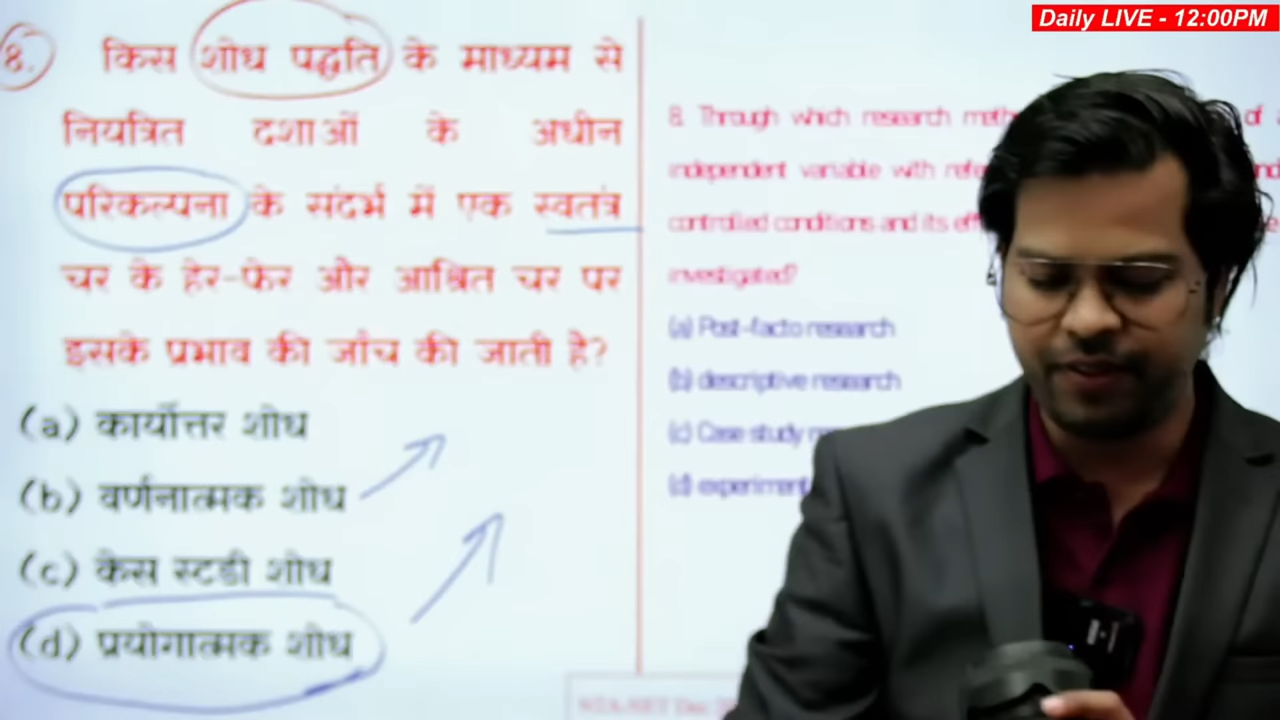 Daily LIVE - 12:00PM
8. किस शोध पद्धति के माध्यम से
नियत्रित दशाओं के अधीन
परिकल्पना के संदर्भ में एक स्वतंत्र
चर के हेर-फेर और आश्रित चर पर
इसके प्रभाव की जाँच की जाती है?
(a) कार्योत्तर शोध
(b) वर्णनात्मक शोध
(c) केस स्टडी शोध
(d) प्रयोगात्मक शोध
8. Through which research of
independent variable with
controlled conditions and its
investigated?
(a) Post-facto research
(b) descriptive research
(c) Case study
(d)